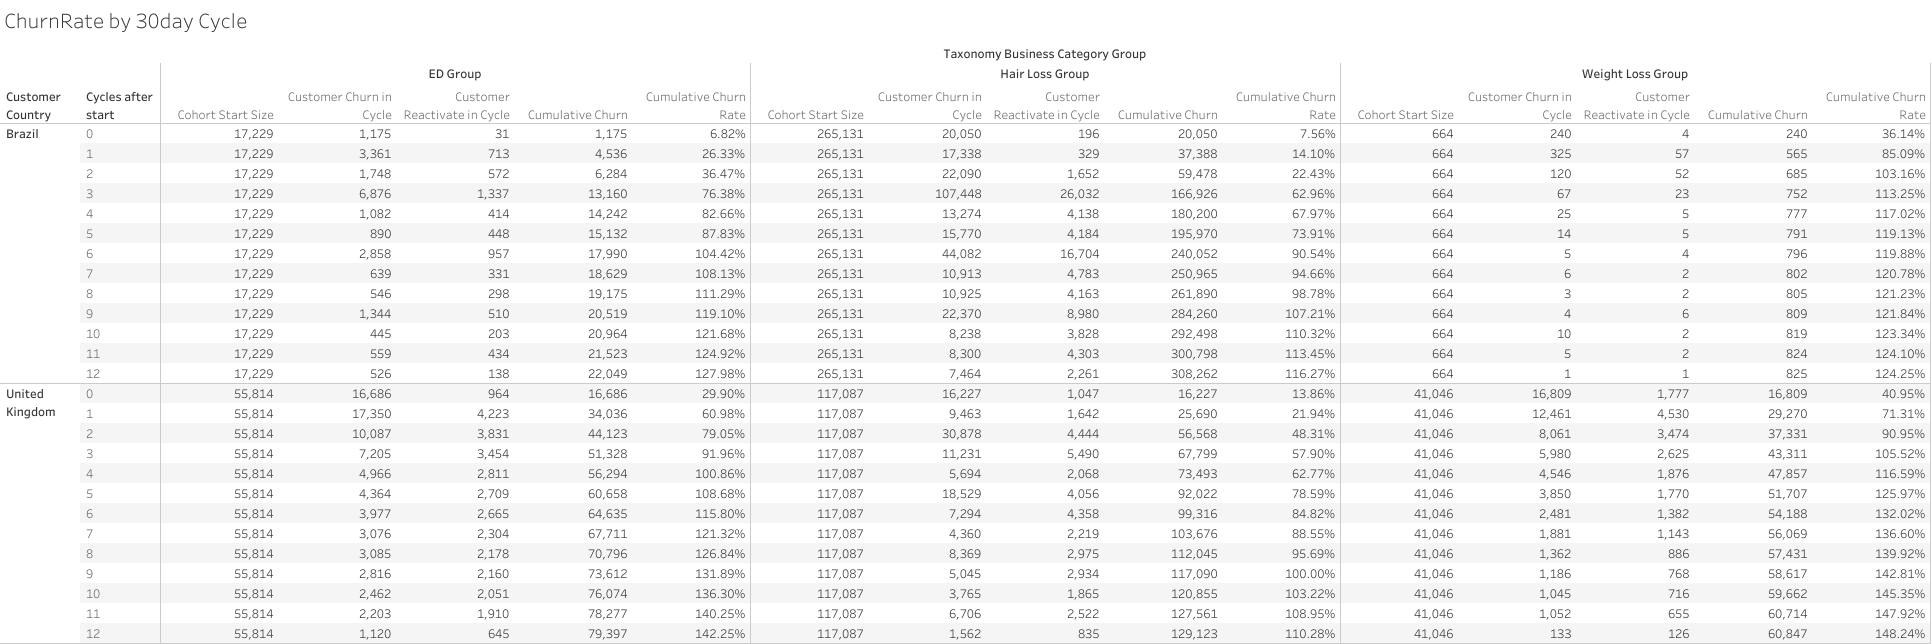 ChurnRate by 30day Cycle
Taxonomy Business Category Group
ED Group Hair Loss Group Weight Loss Group
Customer Cycles after Customer Churn in Customer Cumulative Churn Customer Churn in Customer Cumulative Churn Customer Churn in Customer Cumulative Churn
Country start Cohort Start Size Cycle Reactivate in Cycle Cumulative Churn Rate Cohort Start Size Cycle Reactivate in Cycle Cumulative Churn Rate Cohort Start Size Cycle Reactivate in Cycle Cumulative Churn Rate
Brazil 0 17,229 1,175 31 1,175 6.82% 265,131 20,050 196 20,050 7.56% 664 240 4 240 36.14%
1 17,229 3,361 713 4,536 26.33% 265,131 17,338 329 37,388 14.10% 664 325 57 565 85.09%
2 17,229 1,748 572 6,284 36.47% 265,131 22,090 1,652 59,478 22.43% 664 120 52 685 103.16%
3 17,229 6,876 1,337 13,160 76.38% 265,131 107,448 26,032 166,926 62.96% 664 67 23 752 113.25%
4 17,229 1,082 414 14,242 82.66% 265,131 13,274 4,138 180,200 67.97% 664 25 5 777 117.02%
5 17,229 890 448 15,132 87.83% 265,131 15,770 4,184 195,970 73.91% 664 14 5 791 119.13%
6 17,229 2,858 957 17,990 104.42% 265,131 44,082 16,704 240,052 90.54% 664 5 4 796 119.88%
7 17,229 639 331 18,629 108.13% 265,131 10,913 4,783 250,965 94.66% 664 6 2 802 120.78%
8 17,229 546 298 19,175 111.29% 265,131 10,925 4,163 261,890 98.78% 664 3 2 805 121.23%
9 17,229 1,344 510 20,519 119.10% 265,131 22,370 8,980 284,260 107.21% 664 4 6 809 121.84%
10 17,229 445 203 20,964 121.68% 265,131 8,238 3,828 292,498 110.32% 664 10 2 819 123.34%
11 17,229 559 434 21,523 124.92% 265,131 8,300 4,303 300,798 113.45% 664 5 2 824 124.10%
12 17,229 526 138 22,049 127.98% 265,131 7,464 2,261 308,262 116.27% 664 1 1 825 124.25%
United 0 55,814 16,686 964 16,686 29.90% 117,087 16,227 1,047 16,227 13.86% 41,046 16,809 1,777 16,809 40.95%
Kingdom 1 55,814 17,350 4,223 34,036 60.98% 117,087 9,463 1,642 25,690 21.94% 41,046 12,461 4,530 29,270 71.31%
2 55,814 10,087 3,831 44,123 79.05% 117,087 30,878 4,444 56,568 48.31% 41,046 8,061 3,474 37,331 90.95%
3 55,814 7,205 3,454 51,328 91.96% 117,087 11,231 5,490 67,799 57.90% 41,046 5,980 2,625 43,311 105.52%
4 55,814 4,966 2,811 56,294 100.86% 117,087 5,694 2,068 73,493 62.77% 41,046 4,546 1,876 47,857 116.59%
5 55,814 4,364 2,709 60,658 108.68% 117,087 18,529 4,056 92,022 78.59% 41,046 3,850 1,770 51,707 125.97%
6 55,814 3,977 2,665 64,635 115.80% 117,087 7,294 4,358 99,316 84.82% 41,046 2,481 1,382 54,188 132.02%
7 55,814 3,076 2,304 67,711 121.32% 117,087 4,360 2,219 103,676 88.55% 41,046 1,881 1,143 56,069 136.60%
8 55,814 3,085 2,178 70,796 126.84% 117,087 8,369 2,975 112,045 95.69% 41,046 1,362 886 57,431 139.92%
9 55,814 2,816 2,160 73,612 131.89% 117,087 5,045 2,934 117,090 100.00% 41,046 1,186 768 58,617 142.81%
10 55,814 2,462 2,051 76,074 136.30% 117,087 3,765 1,865 120,855 103.22% 41,046 1,045 716 59,662 145.35%
11 55,814 2,203 1,910 78,277 140.25% 117,087 6,706 2,522 127,561 108.95% 41,046 1,052 655 60,714 147.92%
12 55,814 1,120 645 79,397 142.25% 117,087 1,562 835 129,123 110.28% 41,046 133 126 60,847 148.24%